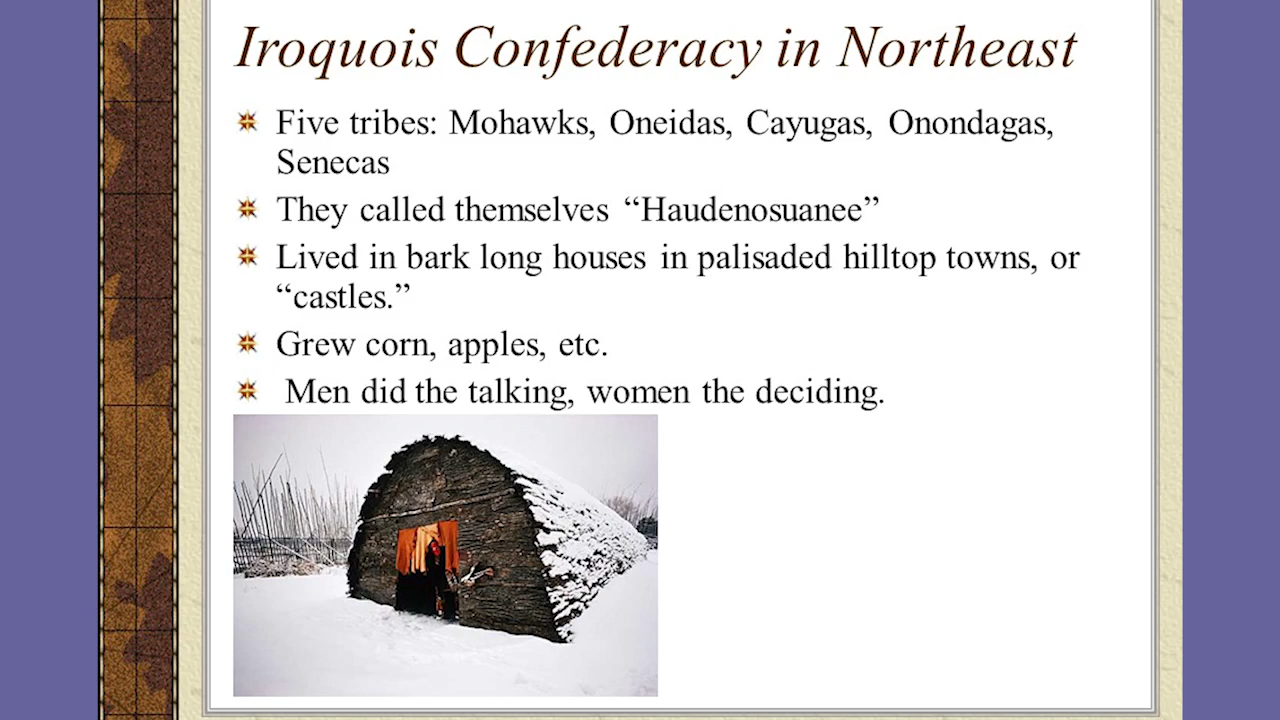 Iroquois Confederacy in Northeast
Five tribes: Mohawks, Oneidas, Cayugas, Onondagas,
Senecas
They called themselves “Haudenosuanee”
Lived in bark long houses in palisaded hilltop towns, or
“castles.”
Grew corn, apples, etc.
Men did the talking, women the deciding.